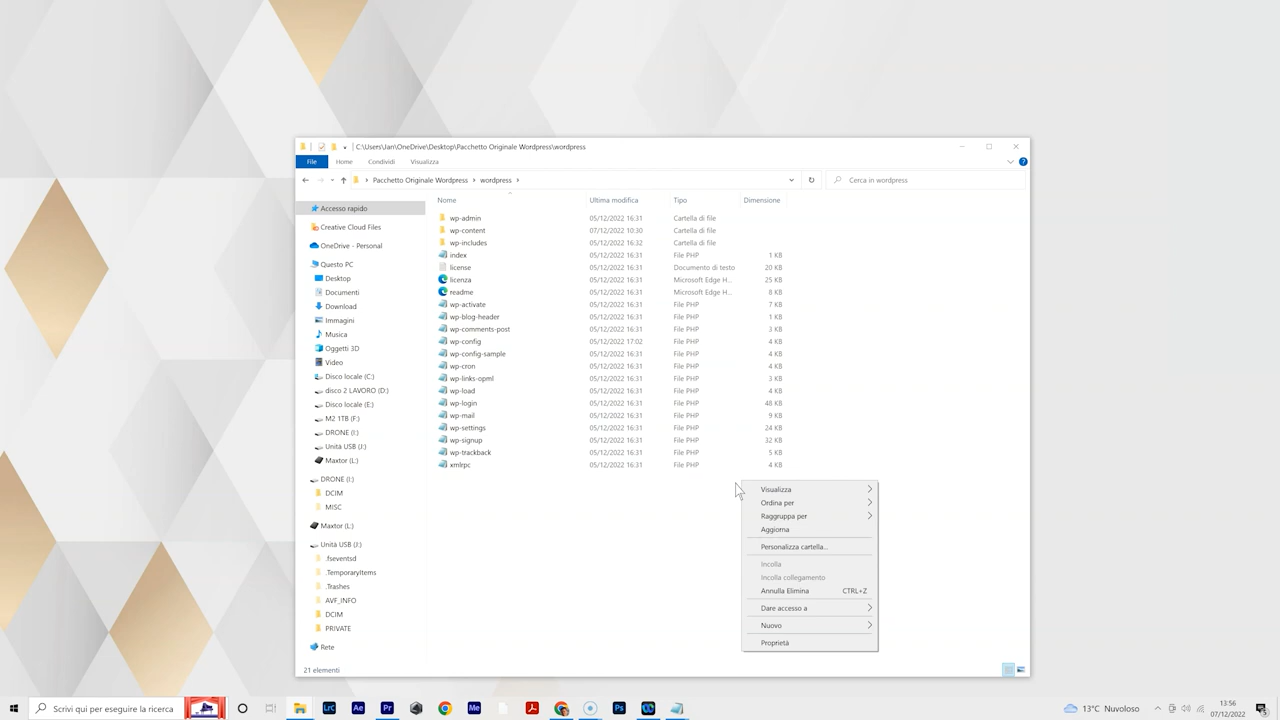 C:\Users\Jan\OneDrive\Desktop\Pacchetto Originale Wordpress\wordpress
File Home Condividi Visualizza
Pacchetto Originale Wordpress wordpress Cerca in wordpress
Nome Ultima modifica Tipo Dimensione
Accesso rapido
Creative Cloud Files
OneDrive - Personal
Questo PC
Desktop
Documenti
Download
Immagini
Musica
Oggetti 3D
Video
Disco locale (C:)
disco 2 LAVORO (D:)
Disco locale (E:)
M2 1TB (F:)
DRONE (I:)
Unità USB (J:)
Maxtor (L:)
DRONE (I:)
DCIM
MISC
Maxtor (L:)
Unità USB (J:)
.fseventsd
.TemporaryItems
.Trashes
AVF_INFO
DCIM
PRIVATE
Rete
wp-admin 05/12/2022 16:31 Cartella di file
wp-content 07/12/2022 10:30 Cartella di file
wp-includes 05/12/2022 16:32 Cartella di file
index 05/12/2022 16:31 File PHP 1 KB
license 05/12/2022 16:31 Documento di testo 20 KB
licenza 05/12/2022 16:31 Microsoft Edge H... 25 KB
readme 05/12/2022 16:31 Microsoft Edge H... 8 KB
wp-activate 05/12/2022 16:31 File PHP 7 KB
wp-blog-header 05/12/2022 16:31 File PHP 1 KB
wp-comments-post 05/12/2022 16:31 File PHP 3 KB
wp-config 05/12/2022 17:02 File PHP 4 KB
wp-config-sample 05/12/2022 16:31 File PHP 4 KB
wp-cron 05/12/2022 16:31 File PHP 4 KB
wp-links-opml 05/12/2022 16:31 File PHP 3 KB
wp-load 05/12/2022 16:31 File PHP 4 KB
wp-login 05/12/2022 16:31 File PHP 48 KB
wp-mail 05/12/2022 16:31 File PHP 9 KB
wp-settings 05/12/2022 16:31 File PHP 24 KB
wp-signup 05/12/2022 16:31 File PHP 32 KB
wp-trackback 05/12/2022 16:31 File PHP 5 KB
xmlrpc 05/12/2022 16:31 File PHP 4 KB
Visualizza
Ordina per
Raggruppa per
Aggiorna
Personalizza cartella...
Incolla
Incolla collegamento
Annulla Elimina CTRL+Z
Dare accesso a
Nuovo
Proprietà
21 elementi
Scrivi qui per eseguire la ricerca
LrC Ae Pr Me Ps
13°C Nuvoloso
13:56
07/12/2022